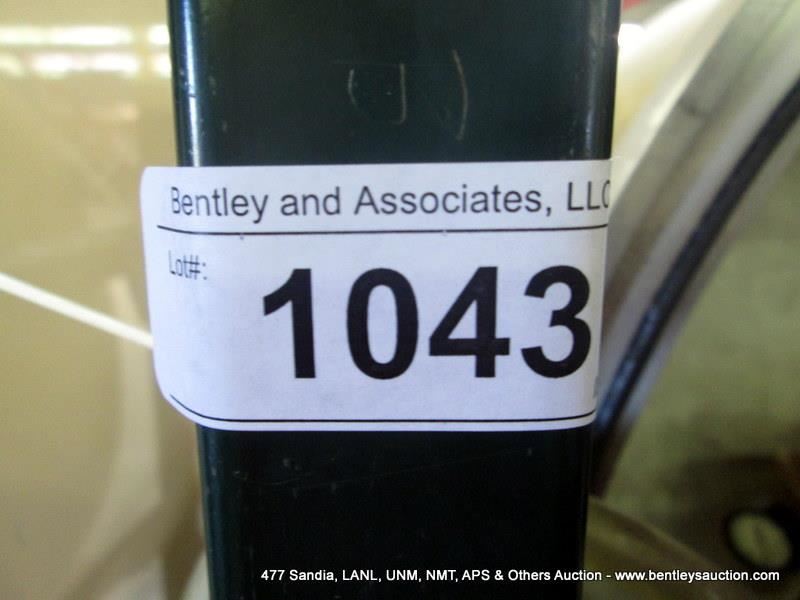 Bentley and Associates, LLC
Lot#:
1043
477 Sandia, LANL, UNM, NMT, APS & Others Auction - www.bentleysauction.com